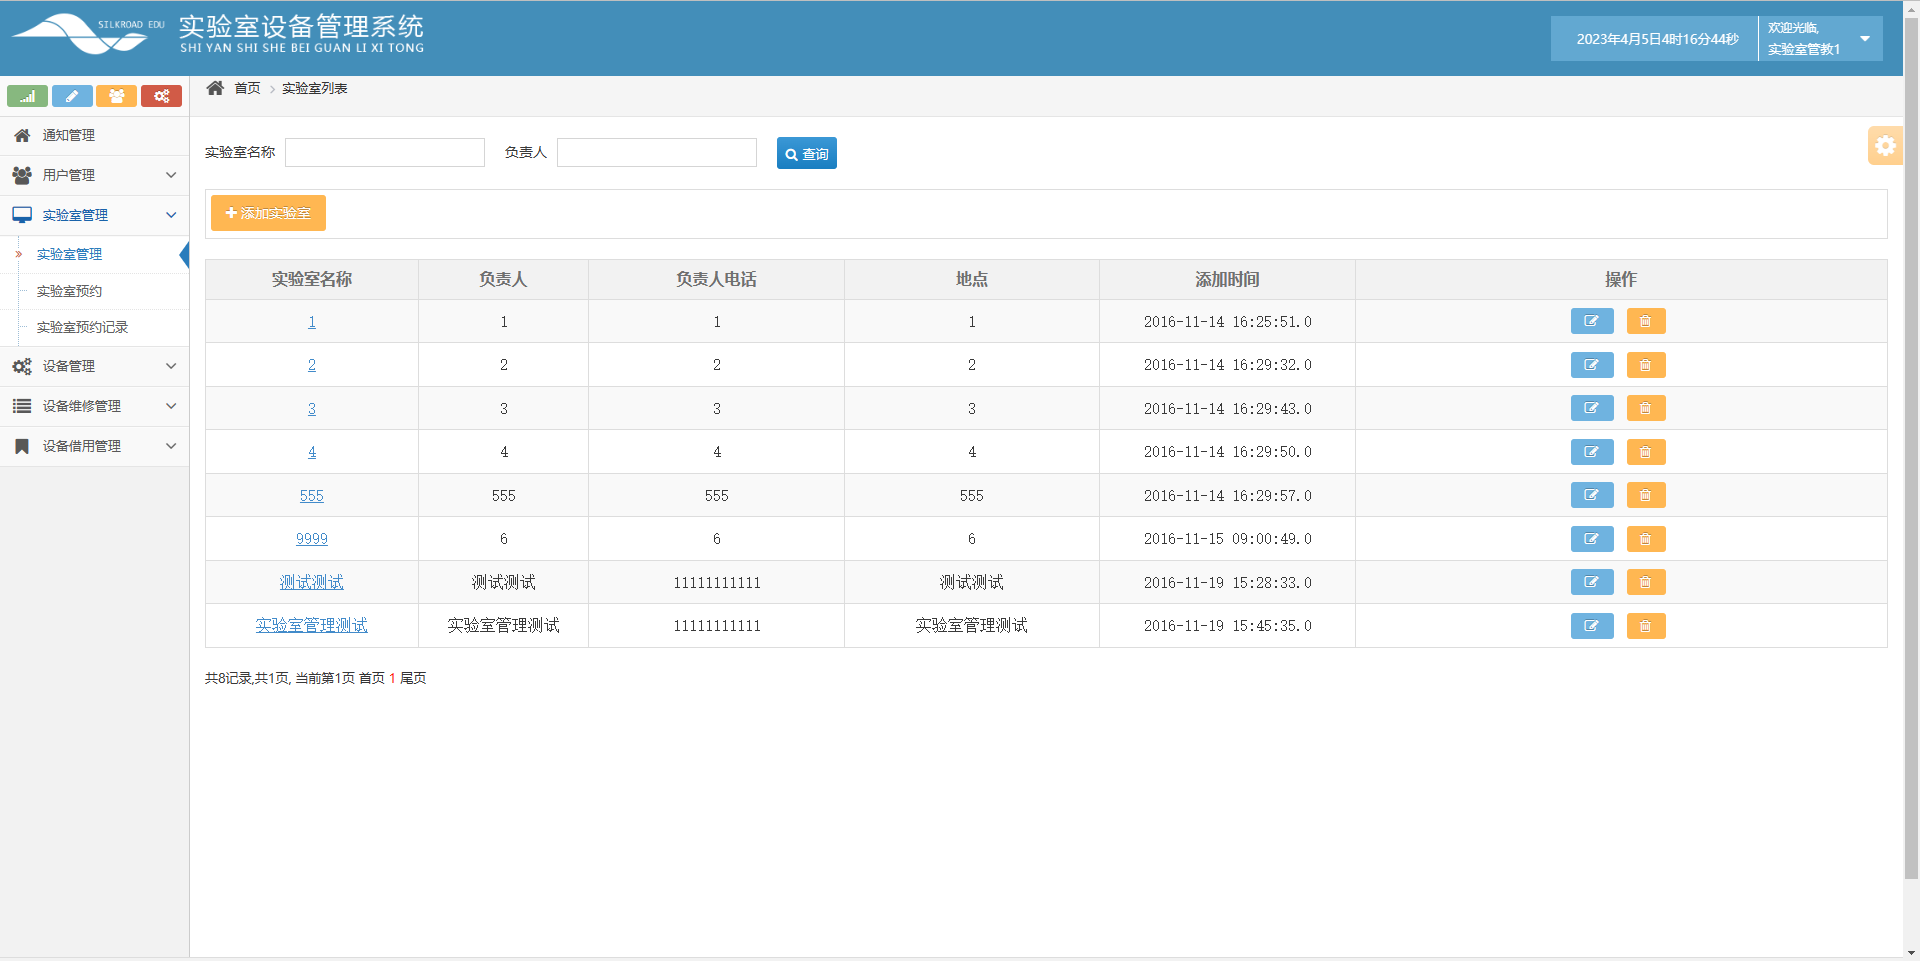 SILKROAD EDU
实验室设备管理系统
SHI YAN SHI SHE BEI GUAN LI XI TONG
2023年4月5日4时16分44秒
欢迎光临,
实验室管教1
首页 > 实验室列表
通知管理
用户管理
实验室管理
» 实验室管理
实验室预约
实验室预约记录
设备管理
设备维修管理
设备借用管理
实验室名称 负责人 查询
添加实验室
实验室名称 负责人 负责人电话 地点 添加时间 操作
1 1 1 1 2016-11-14 16:25:51.0
2 2 2 2 2016-11-14 16:29:32.0
3 3 3 3 2016-11-14 16:29:43.0
4 4 4 4 2016-11-14 16:29:50.0
555 555 555 555 2016-11-14 16:29:57.0
9999 6 6 6 2016-11-15 09:00:49.0
测试测试 测试测试 11111111111 测试测试 2016-11-19 15:28:33.0
实验室管理测试 实验室管理测试 11111111111 实验室管理测试 2016-11-19 15:45:35.0
共8记录,共1页, 当前第1页 首页 1 尾页